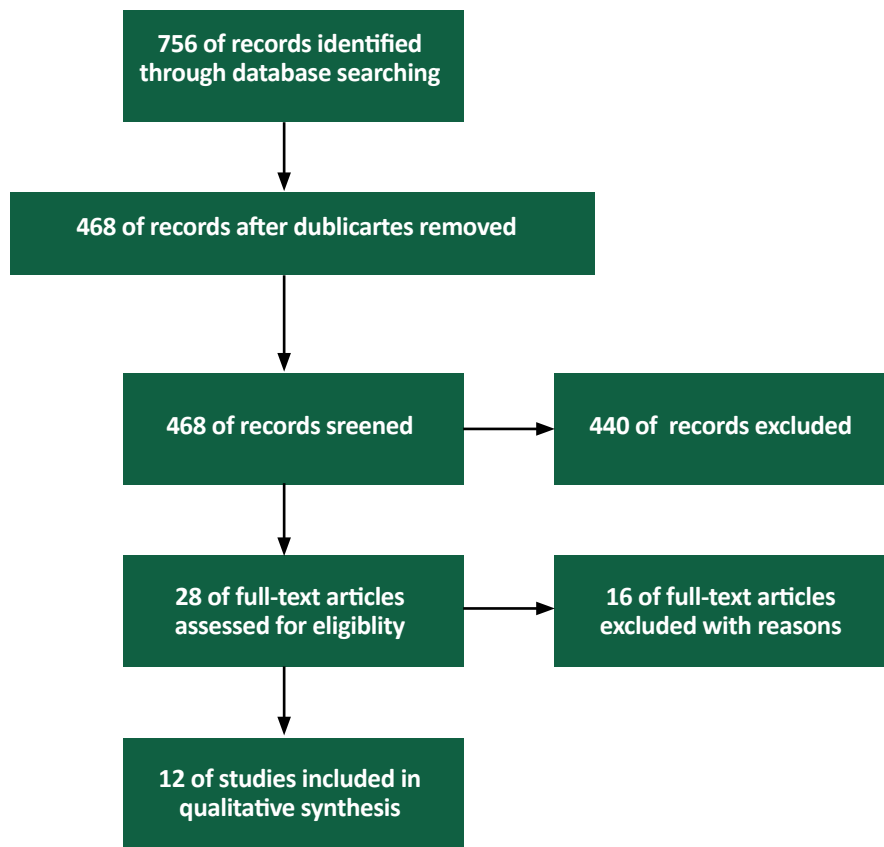 756 of records identified
through database searching
468 of records after dublicartes removed
468 of records sreened
440 of records excluded
28 of full-text articles
assessed for eligiblity
16 of full-text articles
excluded with reasons
12 of studies included in
qualitative synthesis